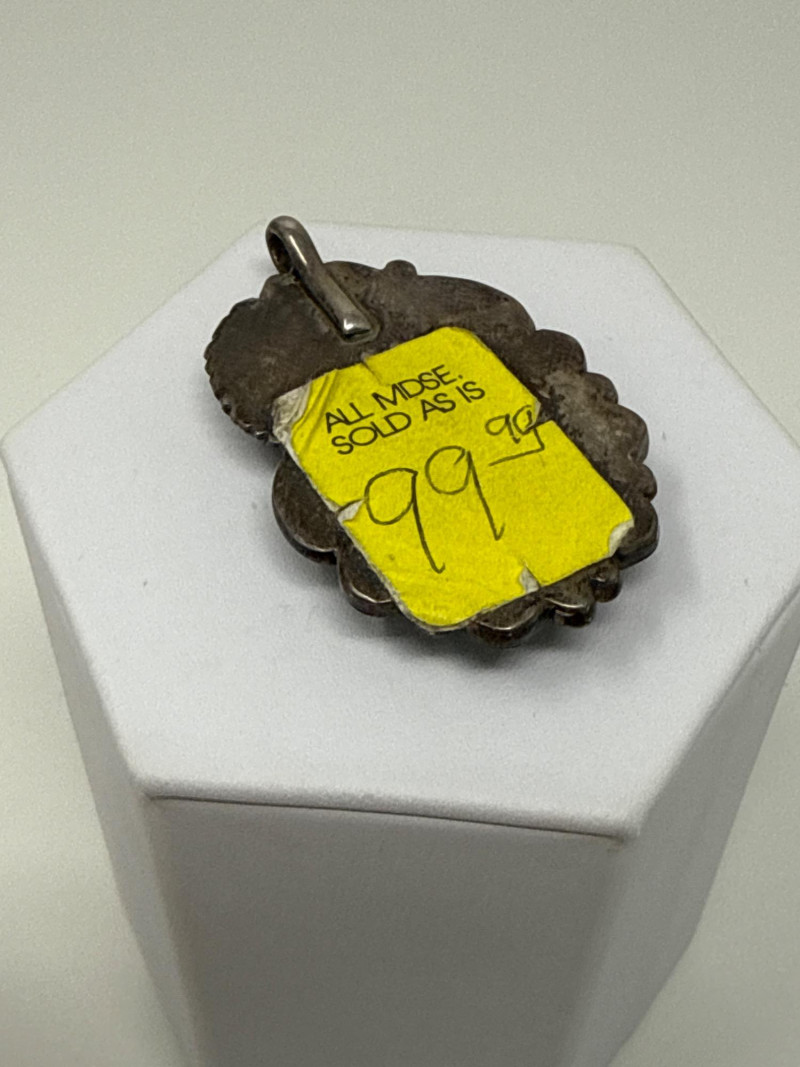 ALL MDSE.
SOLD AS IS
99 99